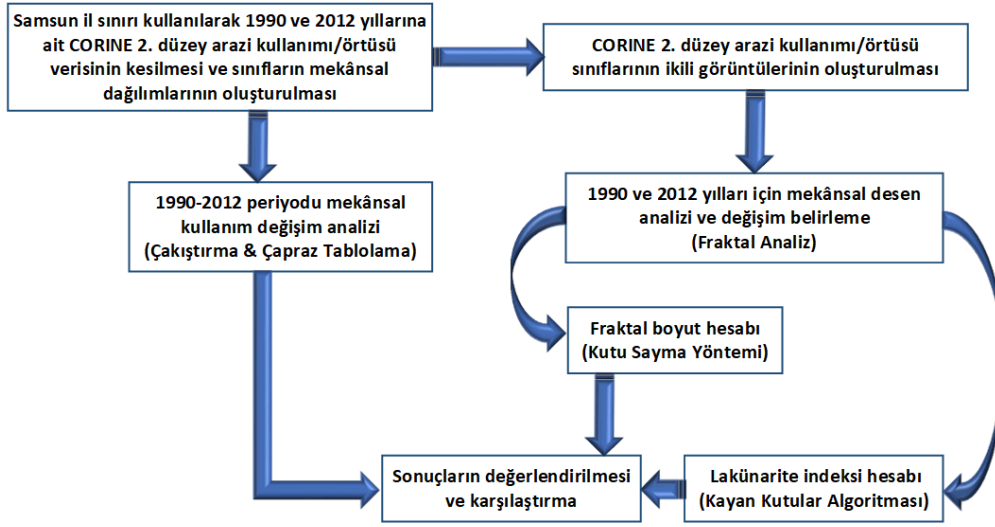 Samsun il sınırı kullanılarak 1990 ve 2012 yıllarına
ait CORINE 2. düzey arazi kullanımı/örtüsü
verisinin kesilmesi ve sınıfların mekânsal
dağılımlarının oluşturulması
CORINE 2. düzey arazi kullanımı/örtüsü
sınıflarının ikili görüntülerinin oluşturulması
1990-2012 periyodu mekânsal
kullanım değişim analizi
(Çakıştırma & Çapraz Tablolama)
1990 ve 2012 yılları için mekânsal desen
analizi ve değişim belirleme
(Fraktal Analiz)
Fraktal boyut hesabı
(Kutu Sayma Yöntemi)
Sonuçların değerlendirilmesi
ve karşılaştırma
Lakünarite indeksi hesabı
(Kayan Kutular Algoritması)